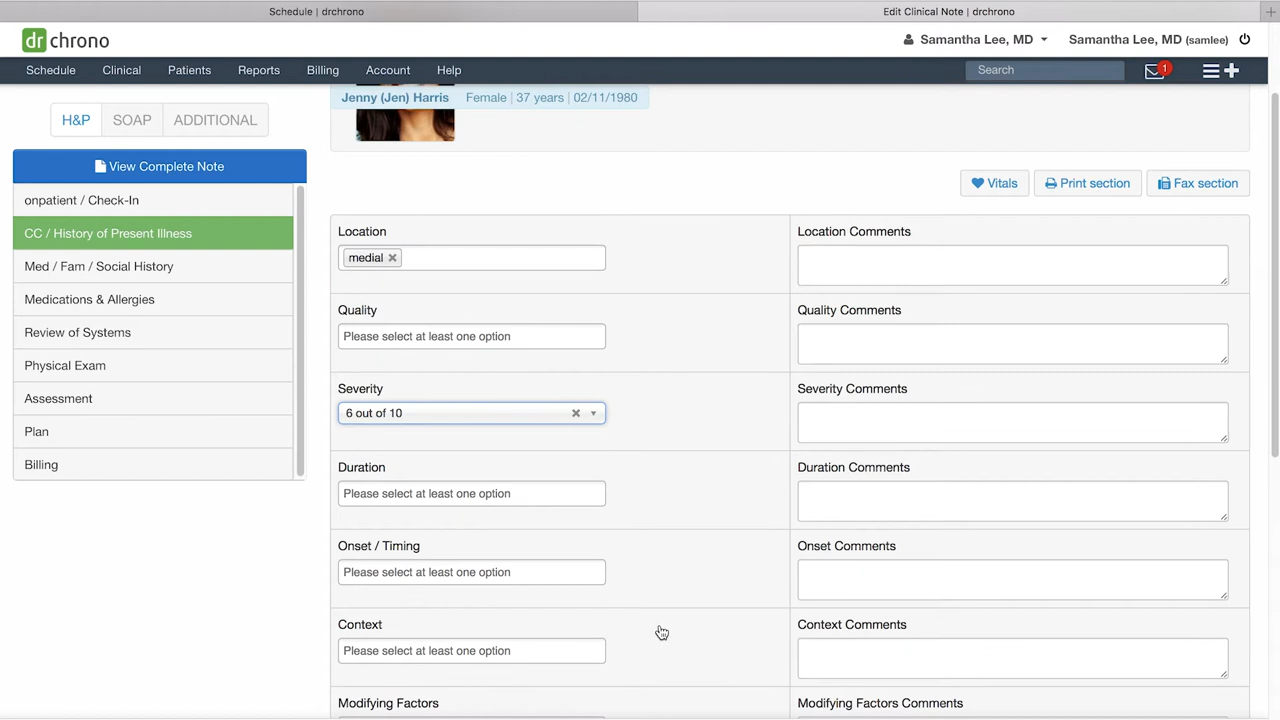 Schedule | drchrono
Edit Clinical Note | drchrono
+
dr chrono
Samantha Lee, MD
Samantha Lee, MD (samlee)
Schedule
Clinical
Patients
Reports
Billing
Account
Help
Search
1
H&P
SOAP
ADDITIONAL
View Complete Note
onpatient / Check-In
CC / History of Present Illness
Med / Fam / Social History
Medications & Allergies
Review of Systems
Physical Exam
Assessment
Plan
Billing
Jenny (Jen) Harris Female | 37 years | 02/11/1980
Vitals
Print section
Fax section
Location
Location Comments
medial
Quality
Quality Comments
Please select at least one option
Severity
Severity Comments
6 out of 10
Duration
Duration Comments
Please select at least one option
Onset / Timing
Onset Comments
Please select at least one option
Context
Context Comments
Please select at least one option
Modifying Factors
Modifying Factors Comments